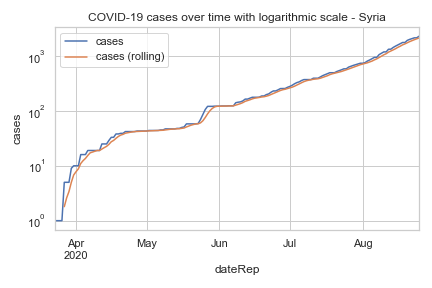 COVID-19 cases over time with logarithmic scale - Syria
cases
cases (rolling)
10³
10²
10¹
10⁰
cases
Apr
2020
May
Jun
Jul
Aug
dateRep